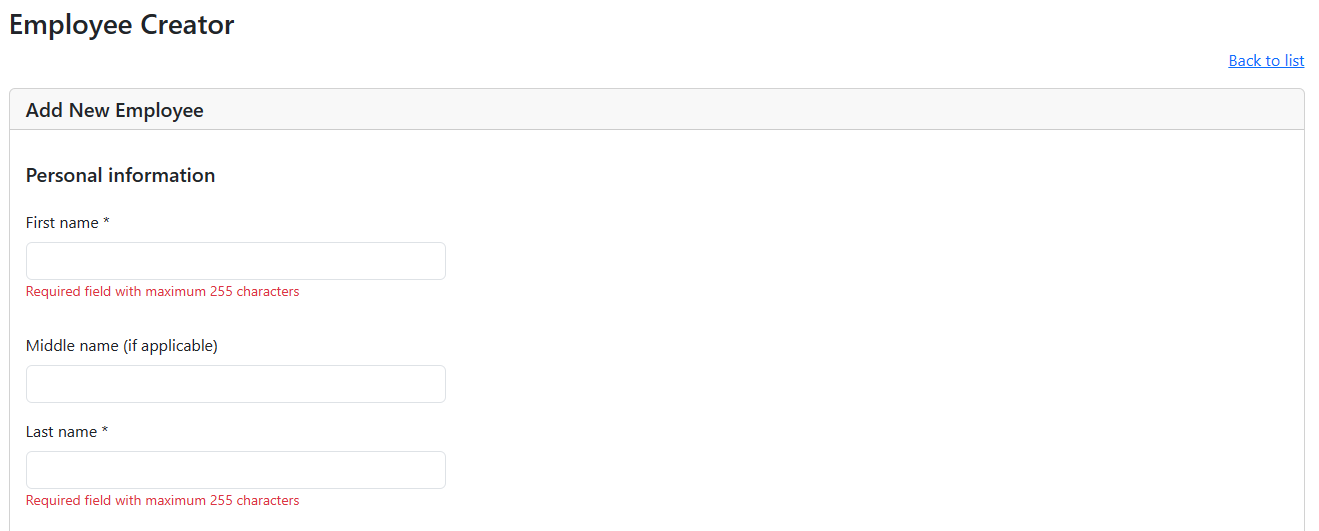 Employee Creator
Back to list
Add New Employee
Personal information
First name *
Required field with maximum 255 characters
Middle name (if applicable)
Last name *
Required field with maximum 255 characters